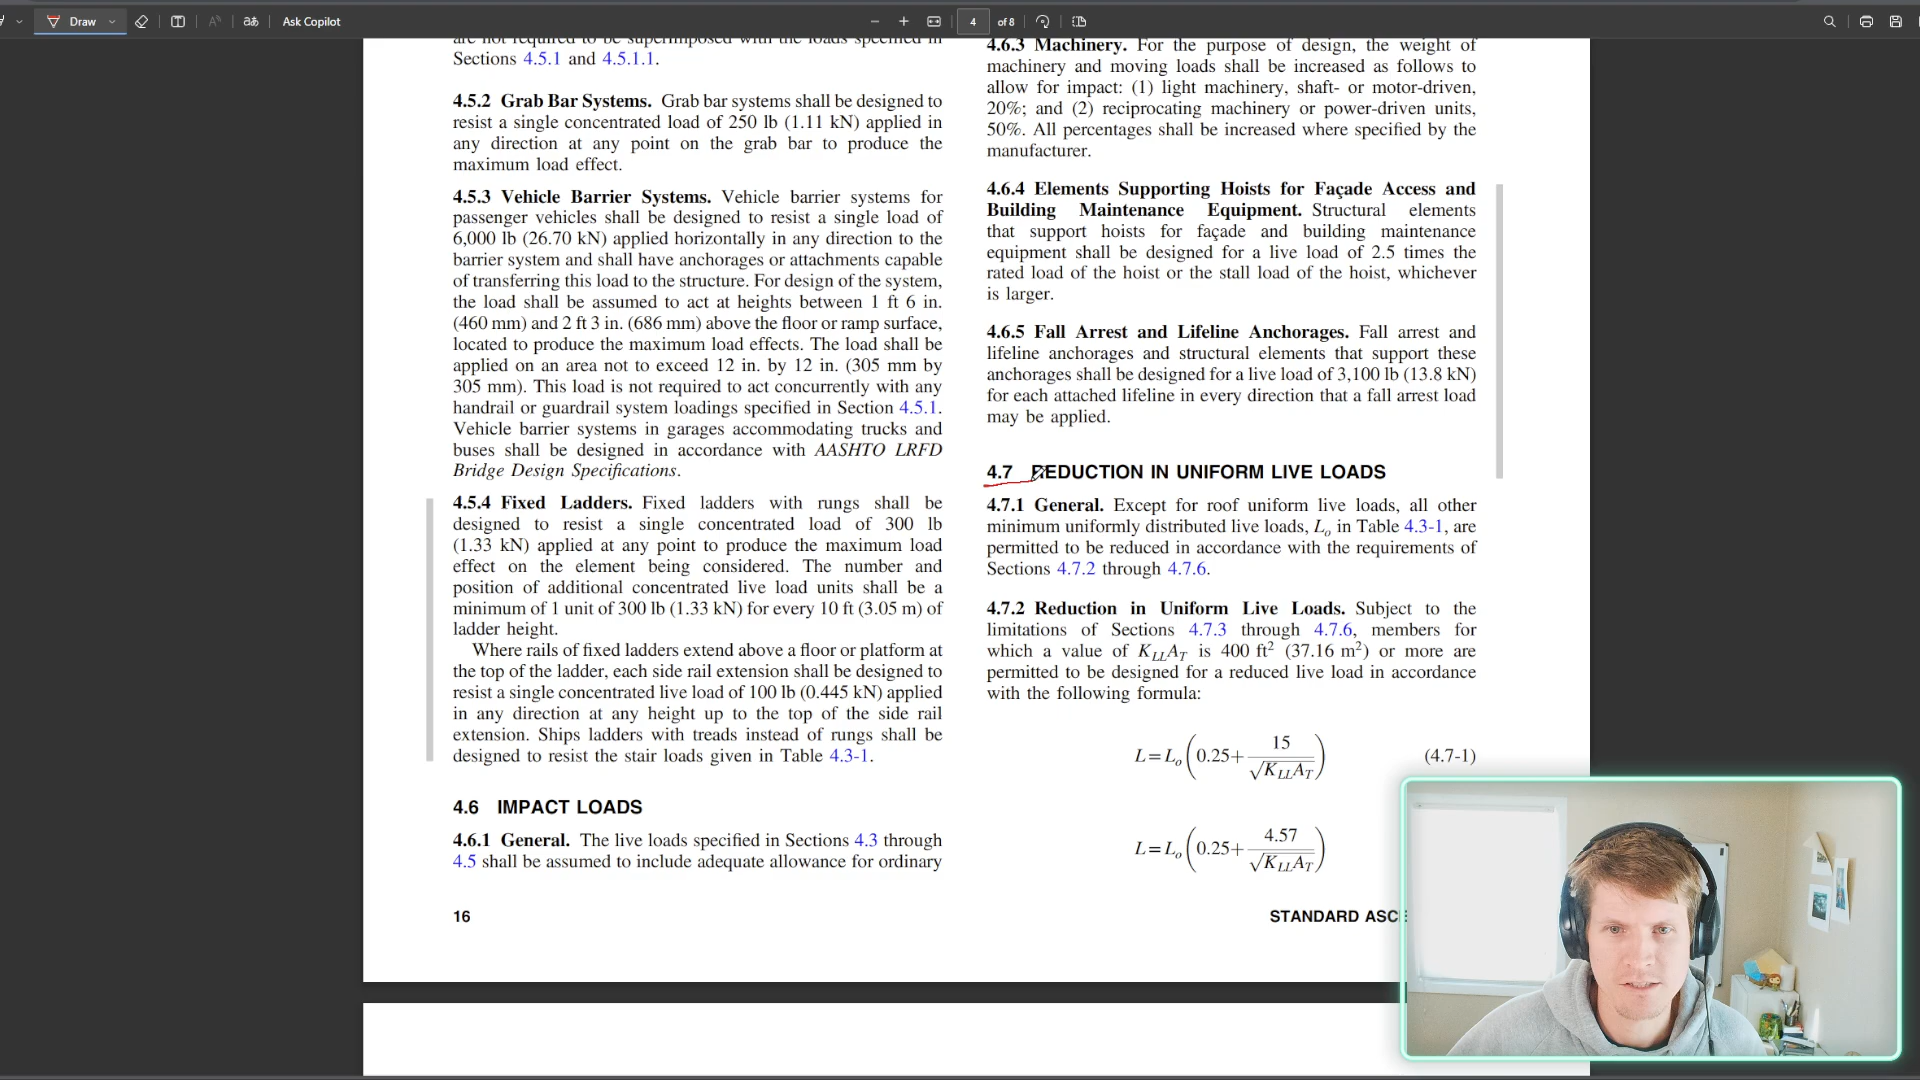 Draw
Ask Copilot
4
of 8
are not required to be superimposed with the loads specified in
Sections 4.5.1 and 4.5.1.1.
4.5.2 Grab Bar Systems. Grab bar systems shall be designed to
resist a single concentrated load of 250 lb (1.11 kN) applied in
any direction at any point on the grab bar to produce the
maximum load effect.
4.5.3 Vehicle Barrier Systems. Vehicle barrier systems for
passenger vehicles shall be designed to resist a single load of
6,000 lb (26.70 kN) applied horizontally in any direction to the
barrier system and shall have anchorages or attachments capable
of transferring this load to the structure. For design of the system,
the load shall be assumed to act at heights between 1 ft 6 in.
(460 mm) and 2 ft 3 in. (686 mm) above the floor or ramp surface,
located to produce the maximum load effects. The load shall be
applied on an area not to exceed 12 in. by 12 in. (305 mm by
305 mm). This load is not required to act concurrently with any
handrail or guardrail system loadings specified in Section 4.5.1.
Vehicle barrier systems in garages accommodating trucks and
buses shall be designed in accordance with AASHTO LRFD
Bridge Design Specifications.
4.5.4 Fixed Ladders. Fixed ladders with rungs shall be
designed to resist a single concentrated load of 300 lb
(1.33 kN) applied at any point to produce the maximum load
effect on the element being considered. The number and
position of additional concentrated live load units shall be a
minimum of 1 unit of 300 lb (1.33 kN) for every 10 ft (3.05 m) of
ladder height.
Where rails of fixed ladders extend above a floor or platform at
the top of the ladder, each side rail extension shall be designed to
resist a single concentrated live load of 100 lb (0.445 kN) applied
in any direction at any height up to the top of the side rail
extension. Ships ladders with treads instead of rungs shall be
designed to resist the stair loads given in Table 4.3-1.
4.6 IMPACT LOADS
4.6.1 General. The live loads specified in Sections 4.3 through
4.5 shall be assumed to include adequate allowance for ordinary
16
4.6.3 Machinery. For the purpose of design, the weight of
machinery and moving loads shall be increased as follows to
allow for impact: (1) light machinery, shaft- or motor-driven,
20%; and (2) reciprocating machinery or power-driven units,
50%. All percentages shall be increased where specified by the
manufacturer.
4.6.4 Elements Supporting Hoists for Façade Access and
Building Maintenance Equipment. Structural elements
that support hoists for façade and building maintenance
equipment shall be designed for a live load of 2.5 times the
rated load of the hoist or the stall load of the hoist, whichever
is larger.
4.6.5 Fall Arrest and Lifeline Anchorages. Fall arrest and
lifeline anchorages and structural elements that support these
anchorages shall be designed for a live load of 3,100 lb (13.8 kN)
for each attached lifeline in every direction that a fall arrest load
may be applied.
4.7 REDUCTION IN UNIFORM LIVE LOADS
4.7.1 General. Except for roof uniform live loads, all other
minimum uniformly distributed live loads, Lo in Table 4.3-1, are
permitted to be reduced in accordance with the requirements of
Sections 4.7.2 through 4.7.6.
4.7.2 Reduction in Uniform Live Loads. Subject to the
limitations of Sections 4.7.3 through 4.7.6, members for
which a value of KLLAT is 400 ft² (37.16 m²) or more are
permitted to be designed for a reduced live load in accordance
with the following formula:
L=Lo(0.25+15/√KLLAT) (4.7-1)
L=Lo(0.25+4.57/√KLLAT)
STANDARD ASC